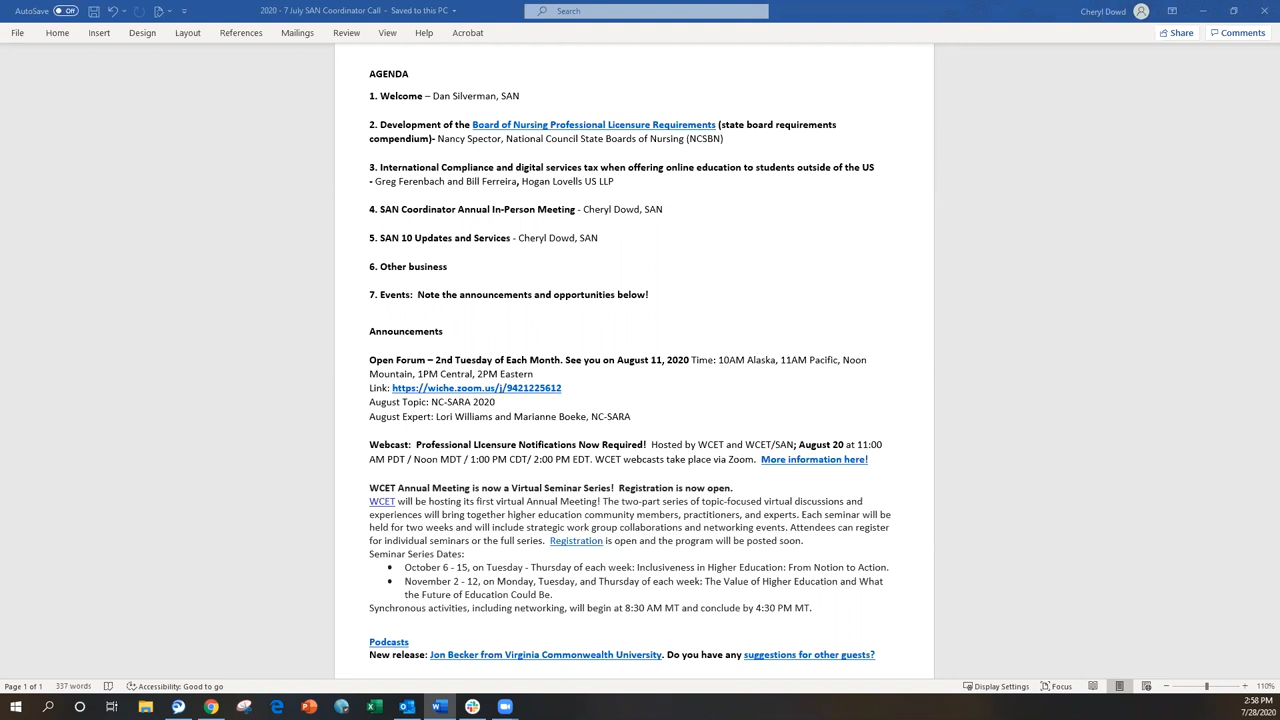 AutoSave Off 2020 - 7 July SAN Coordinator Call - Saved to this PC Search Cheryl Dowd
File Home Insert Design Layout References Mailings Review View Help Acrobat Share Comments
AGENDA
1. Welcome – Dan Silverman, SAN
2. Development of the Board of Nursing Professional Licensure Requirements (state board requirements
compendium)- Nancy Spector, National Council State Boards of Nursing (NCSBN)
3. International Compliance and digital services tax when offering online education to students outside of the US
- Greg Ferenbach and Bill Ferreira, Hogan Lovells US LLP
4. SAN Coordinator Annual In-Person Meeting - Cheryl Dowd, SAN
5. SAN 10 Updates and Services - Cheryl Dowd, SAN
6. Other business
7. Events: Note the announcements and opportunities below!
Announcements
Open Forum – 2nd Tuesday of Each Month. See you on August 11, 2020 Time: 10AM Alaska, 11AM Pacific, Noon
Mountain, 1PM Central, 2PM Eastern
Link: https://wiche.zoom.us/j/9421225612
August Topic: NC-SARA 2020
August Expert: Lori Williams and Marianne Boeke, NC-SARA
Webcast: Professional LIcensure Notifications Now Required! Hosted by WCET and WCET/SAN; August 20 at 11:00
AM PDT / Noon MDT / 1:00 PM CDT/ 2:00 PM EDT. WCET webcasts take place via Zoom. More information here!
WCET Annual Meeting is now a Virtual Seminar Series! Registration is now open.
WCET will be hosting its first virtual Annual Meeting! The two-part series of topic-focused virtual discussions and
experiences will bring together higher education community members, practitioners, and experts. Each seminar will be
held for two weeks and will include strategic work group collaborations and networking events. Attendees can register
for individual seminars or the full series. Registration is open and the program will be posted soon.
Seminar Series Dates:
• October 6 - 15, on Tuesday - Thursday of each week: Inclusiveness in Higher Education: From Notion to Action.
• November 2 - 12, on Monday, Tuesday, and Thursday of each week: The Value of Higher Education and What
the Future of Education Could Be.
Synchronous activities, including networking, will begin at 8:30 AM MT and conclude by 4:30 PM MT.
Podcasts
New release: Jon Becker from Virginia Commonwealth University. Do you have any suggestions for other guests?
Page 1 of 1 337 words Accessibility: Good to go Display Settings Focus 110%
2:58 PM
7/28/2020